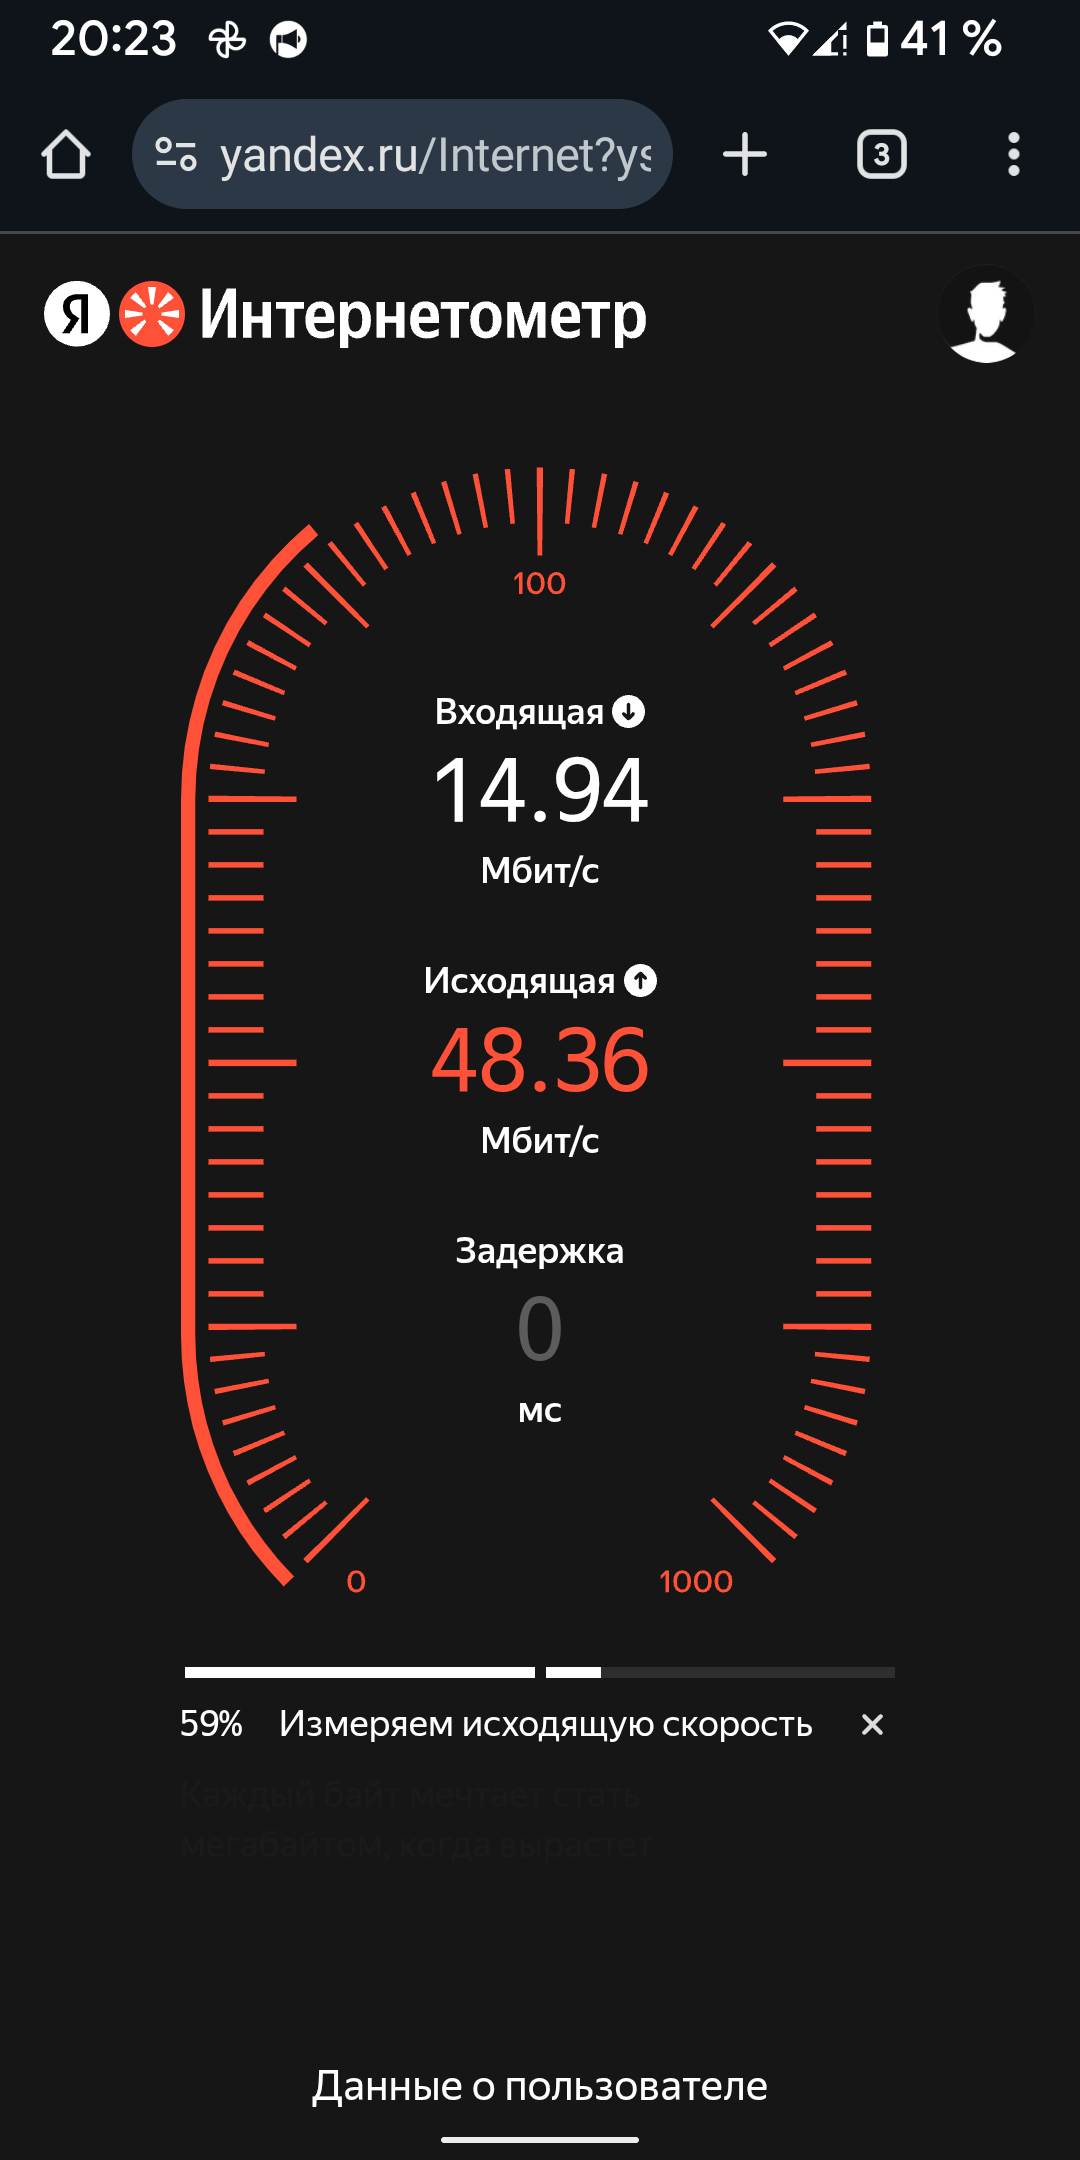 20:23 41 %
yandex.ru/Internet?ys
3
Я Интернетометр
100
Входящая
14.94
Мбит/с
Исходящая
48.36
Мбит/с
Задержка
0
мс
0 1000
59% Измеряем исходящую скорость
Каждый байт мечтает стать
мегабайтом, когда вырастет
Данные о пользователе